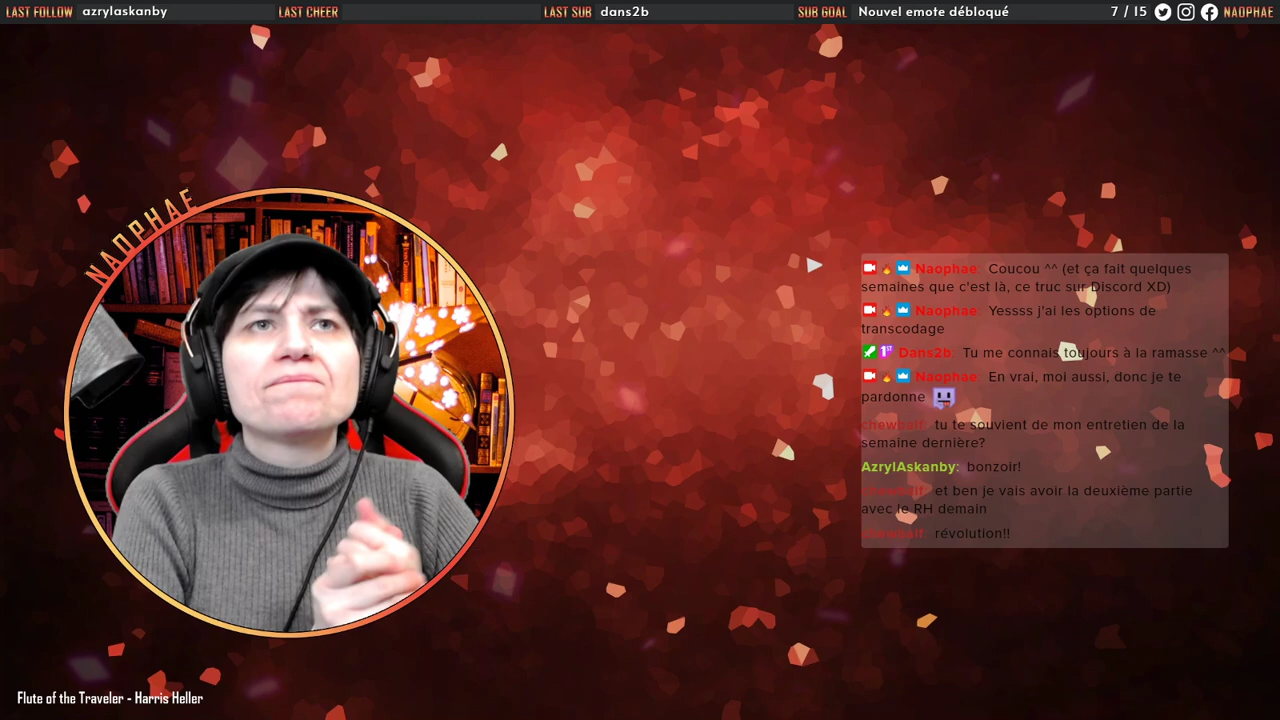 LAST FOLLOW azrylaskanby LAST CHEER LAST SUB dans2b SUB GOAL Nouvel emote débloqué 7 / 15 NAOPHAE
NAOPHAE
Naophae: Coucou ^^ (et ça fait quelques
semaines que c'est là, ce truc sur Discord XD)
Naophae: Yessss j'ai les options de
transcodage
1ST Dans2b: Tu me connais toujours à la ramasse ^^
Naophae: En vrai, moi aussi, donc je te
pardonne
tu te souvient de mon entretien de la
semaine dernière?
AzrylAskanby: bonzoir!
et ben je vais avoir la deuxième partie
avec le RH demain
révolution!!
Flute of the Traveler - Harris Heller